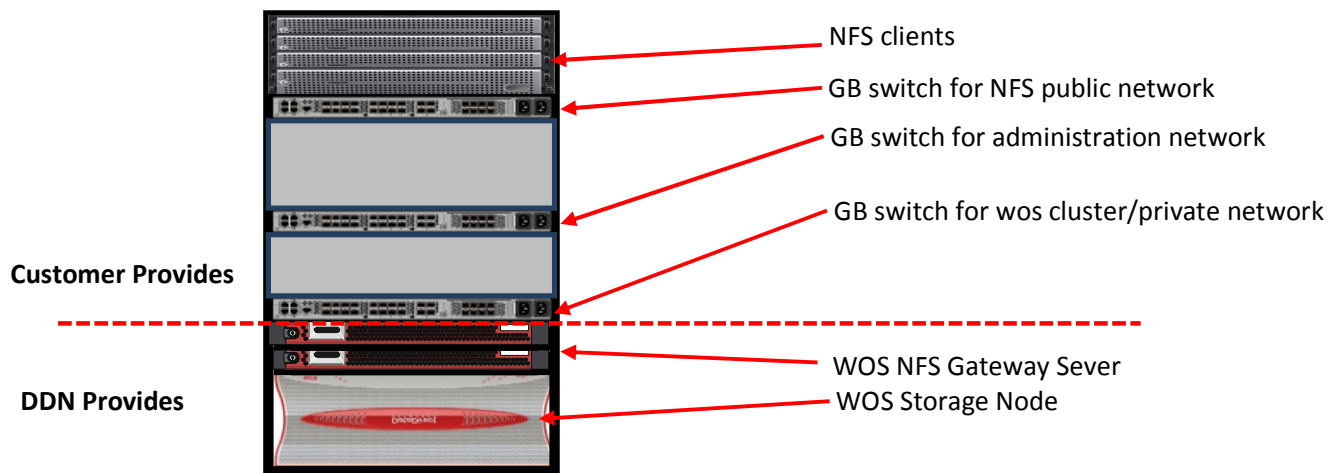 NFS clients
GB switch for NFS public network
GB switch for administration network
GB switch for wos cluster/private network
Customer Provides
WOS NFS Gateway Sever
DDN Provides
WOS Storage Node
DataDirect